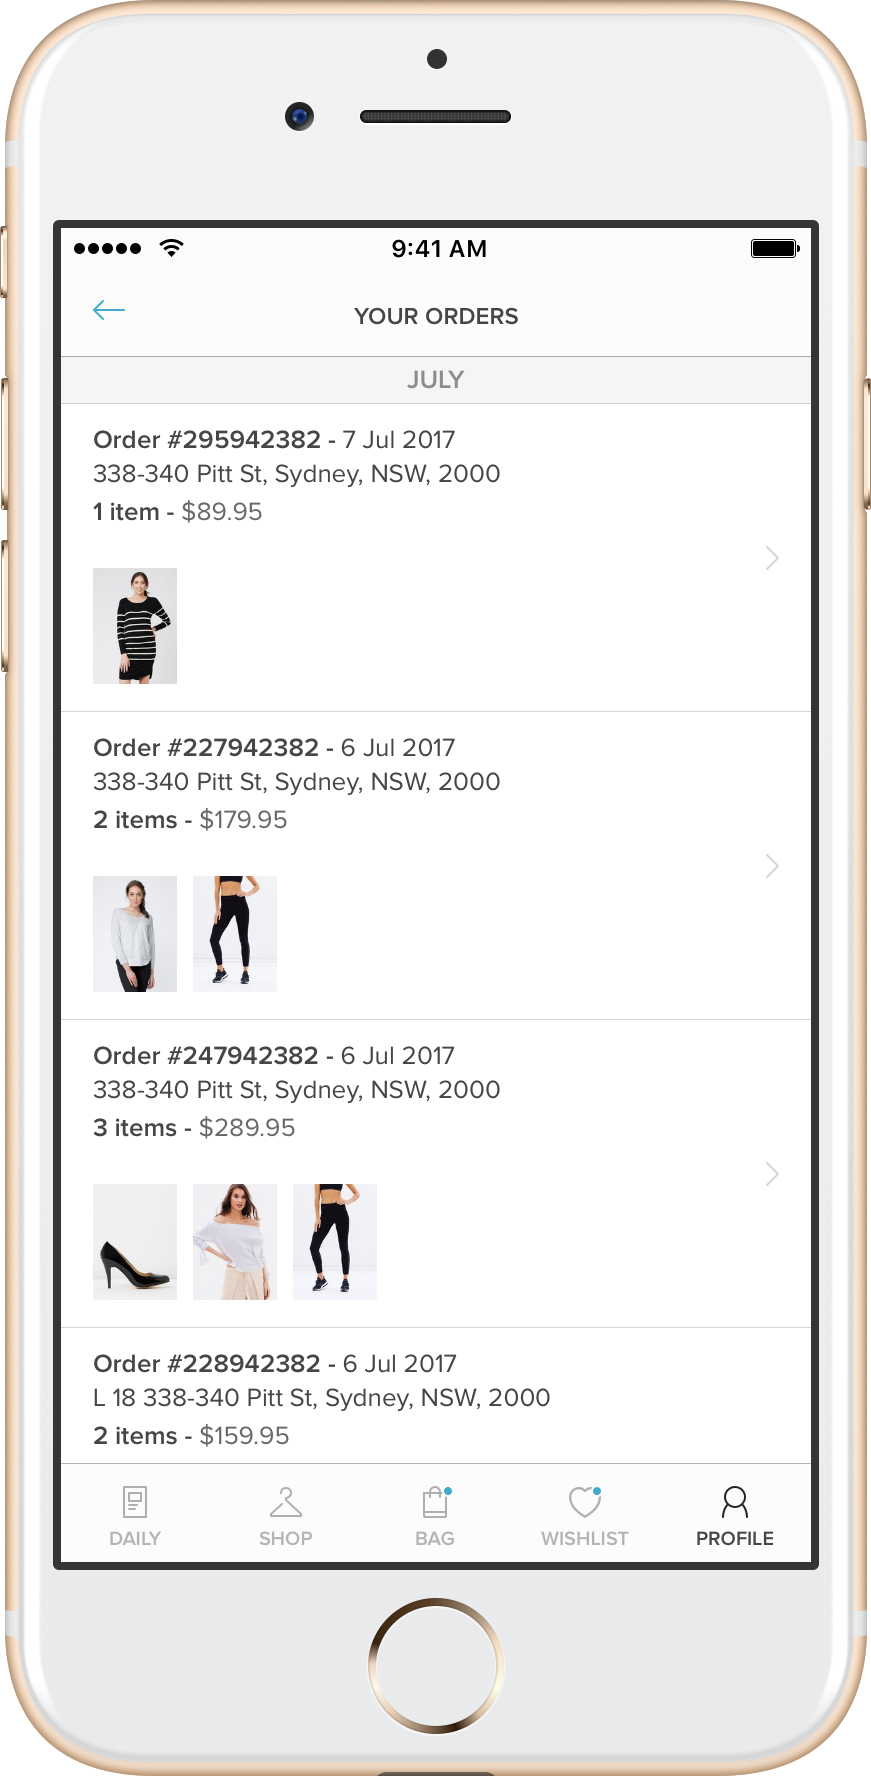 9:41 AM
YOUR ORDERS
JULY
Order #295942382 - 7 Jul 2017
338-340 Pitt St, Sydney, NSW, 2000
1 item - $89.95
Order #227942382 - 6 Jul 2017
338-340 Pitt St, Sydney, NSW, 2000
2 items - $179.95
Order #247942382 - 6 Jul 2017
338-340 Pitt St, Sydney, NSW, 2000
3 items - $289.95
Order #228942382 - 6 Jul 2017
L 18 338-340 Pitt St, Sydney, NSW, 2000
2 items - $159.95
DAILY SHOP BAG WISHLIST PROFILE